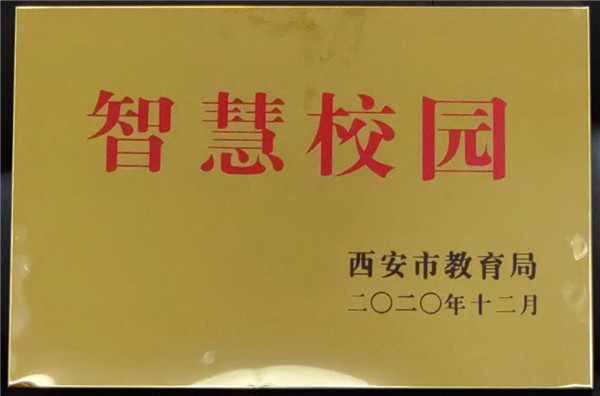 智慧校园
西安市教育局
二〇二〇年十二月